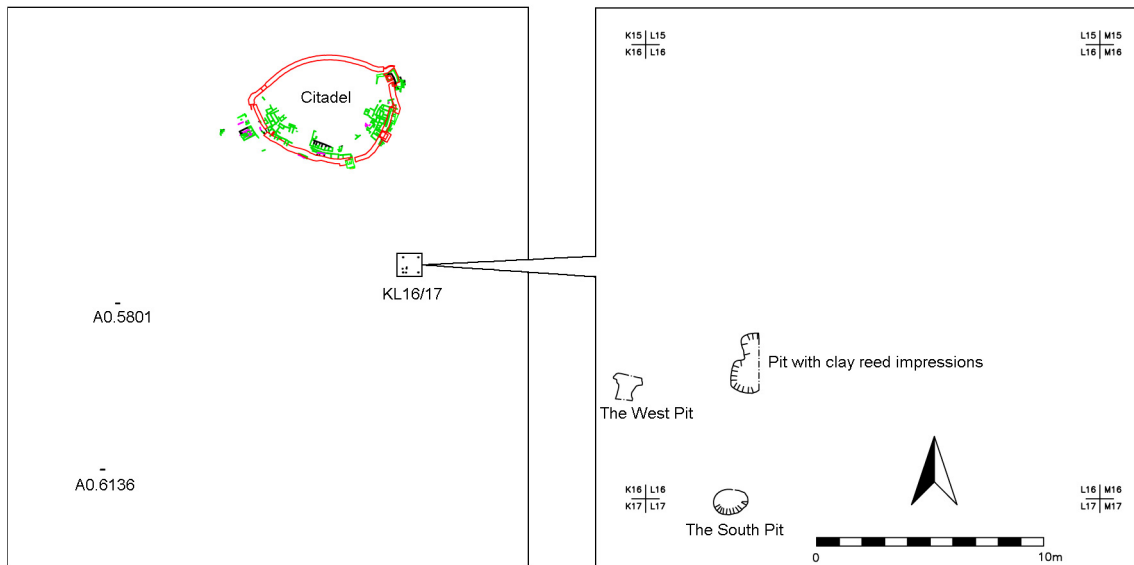 Citadel
KL16/17
A0.5801
A0.6136
K15 L15
K16 L16
L15 M15
L16 M16
Pit with clay reed impressions
The West Pit
K16 L16
K17 L17
The South Pit
L16 M16
L17 M17
0 10m